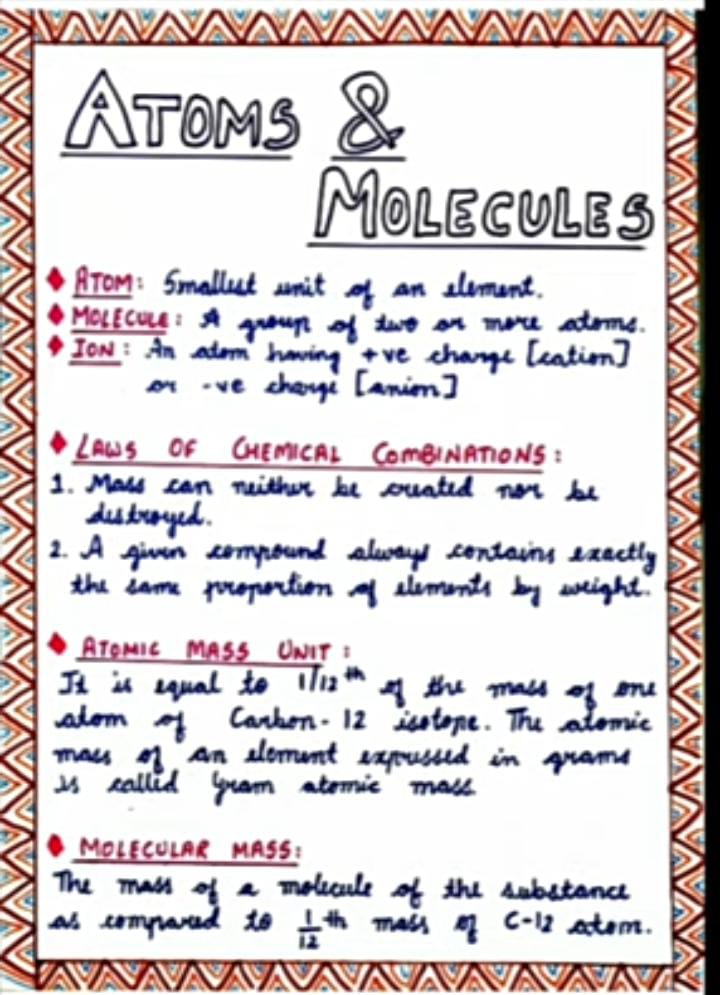 ATOMS &
MOLECULES
ATOM: Smallest unit of an element.
MOLECULE: A group of two or more atoms.
ION: An atom having +ve charge [cation]
or -ve charge [anion]
LAWS OF CHEMICAL COMBINATIONS:
1. Mass can neither be created nor be
destroyed.
2. A given compound always contains exactly
the same proportion of elements by weight.
ATOMIC MASS UNIT:
It is equal to 1/12th of the mass of one
atom of Carbon-12 isotope. The atomic
mass of an element expressed in grams
is called Gram atomic mass
MOLECULAR MASS:
The mass of a molecule of the substance
as compared to 1/12 th mass of C-12 atom.